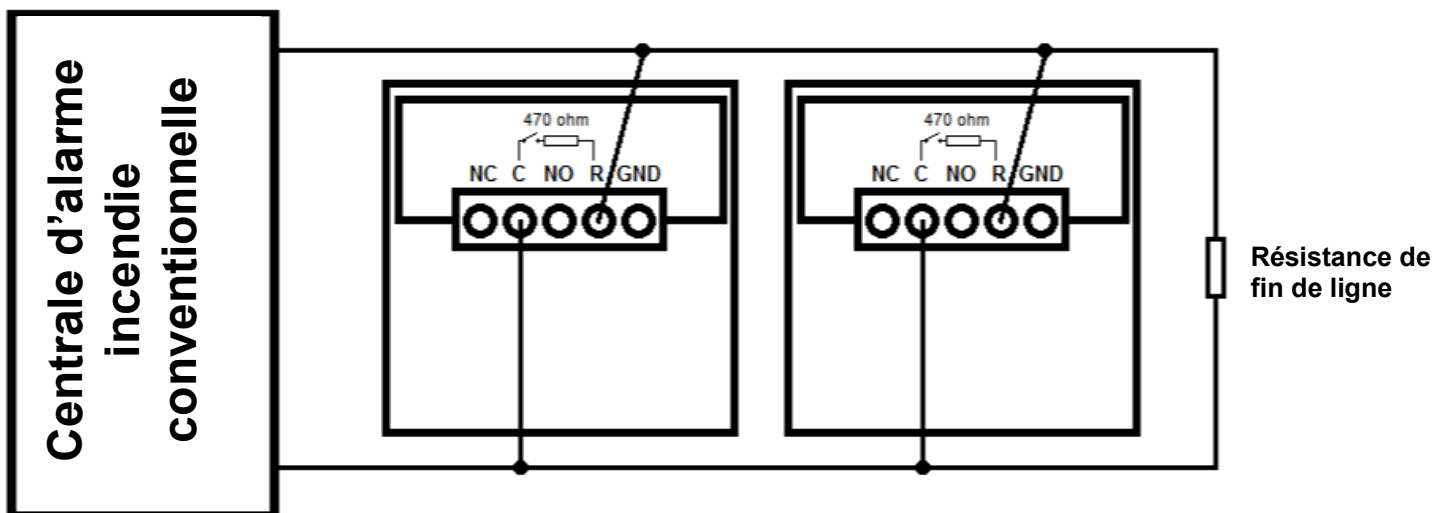 Centrale d'alarme
incendie
conventionnelle
470 ohm
NC C NO R GND
470 ohm
NC C NO R GND
Résistance de
fin de ligne